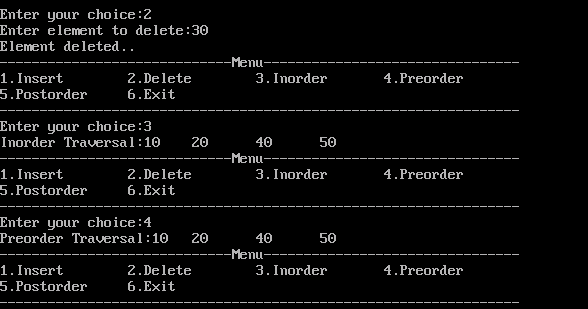 Enter your choice:2
Enter element to delete:30
Element deleted..
-----------------------------Menu--------------------------------
1.Insert        2.Delete        3.Inorder       4.Preorder
5.Postorder     6.Exit
-----------------------------------------------------------------
Enter your choice:3
Inorder Traversal:10    20      40      50
-----------------------------Menu--------------------------------
1.Insert        2.Delete        3.Inorder       4.Preorder
5.Postorder     6.Exit
-----------------------------------------------------------------
Enter your choice:4
Preorder Traversal:10   20      40      50
-----------------------------Menu--------------------------------
1.Insert        2.Delete        3.Inorder       4.Preorder
5.Postorder     6.Exit
-----------------------------------------------------------------